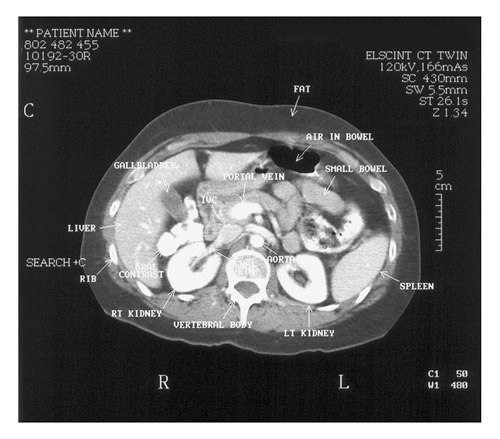 ** PATIENT NAME **
802 482 455
10192-30R
97.5mm
ELSCINT CT TWIN
120kV,166mAs
SC 430mm
SW 5.5mm
ST 26.1s
Z 1.34
C
FAT
AIR IN BOWEL
GALLBLADDER
PORTAL VEIN
SMALL BOWEL
5
cm
IVC
LIVER
AORTA
SEARCH +C
RIB
ORAL
CONTRAST
VEIN
SPLEEN
RT KIDNEY
VERTEBRAL BODY
LT KIDNEY
R
L
C1 50
W1 480